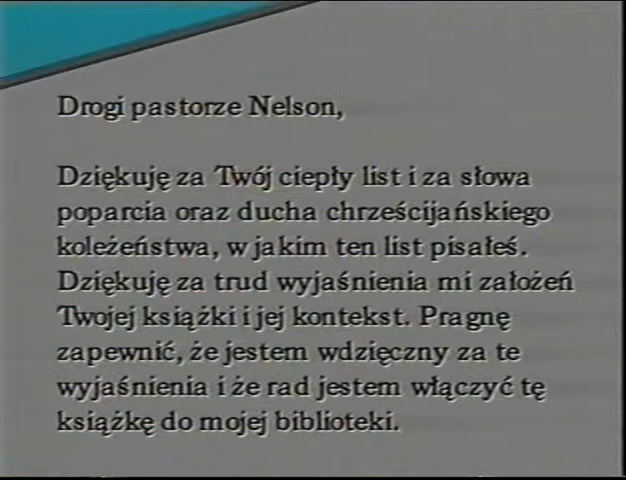 Drogi pastorze Nelson,
Dziękuję za Twój ciepły list i za słowa
poparcia oraz ducha chrześcijańskiego
koleżeństwa, w jakim ten list pisałeś.
Dziękuję za trud wyjaśnienia mi założeń
Twojej książki i jej kontekst. Pragnę
zapewnić, że jestem wdzięczny za te
wyjaśnienia i że rad jestem włączyć tę
książkę do mojej biblioteki.